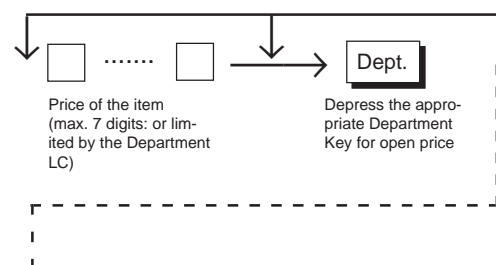 .......
Dept.
Price of the item
(max. 7 digits: or lim-
ited by the Department
LC)
Depress the appro-
priate Department
Key for open price